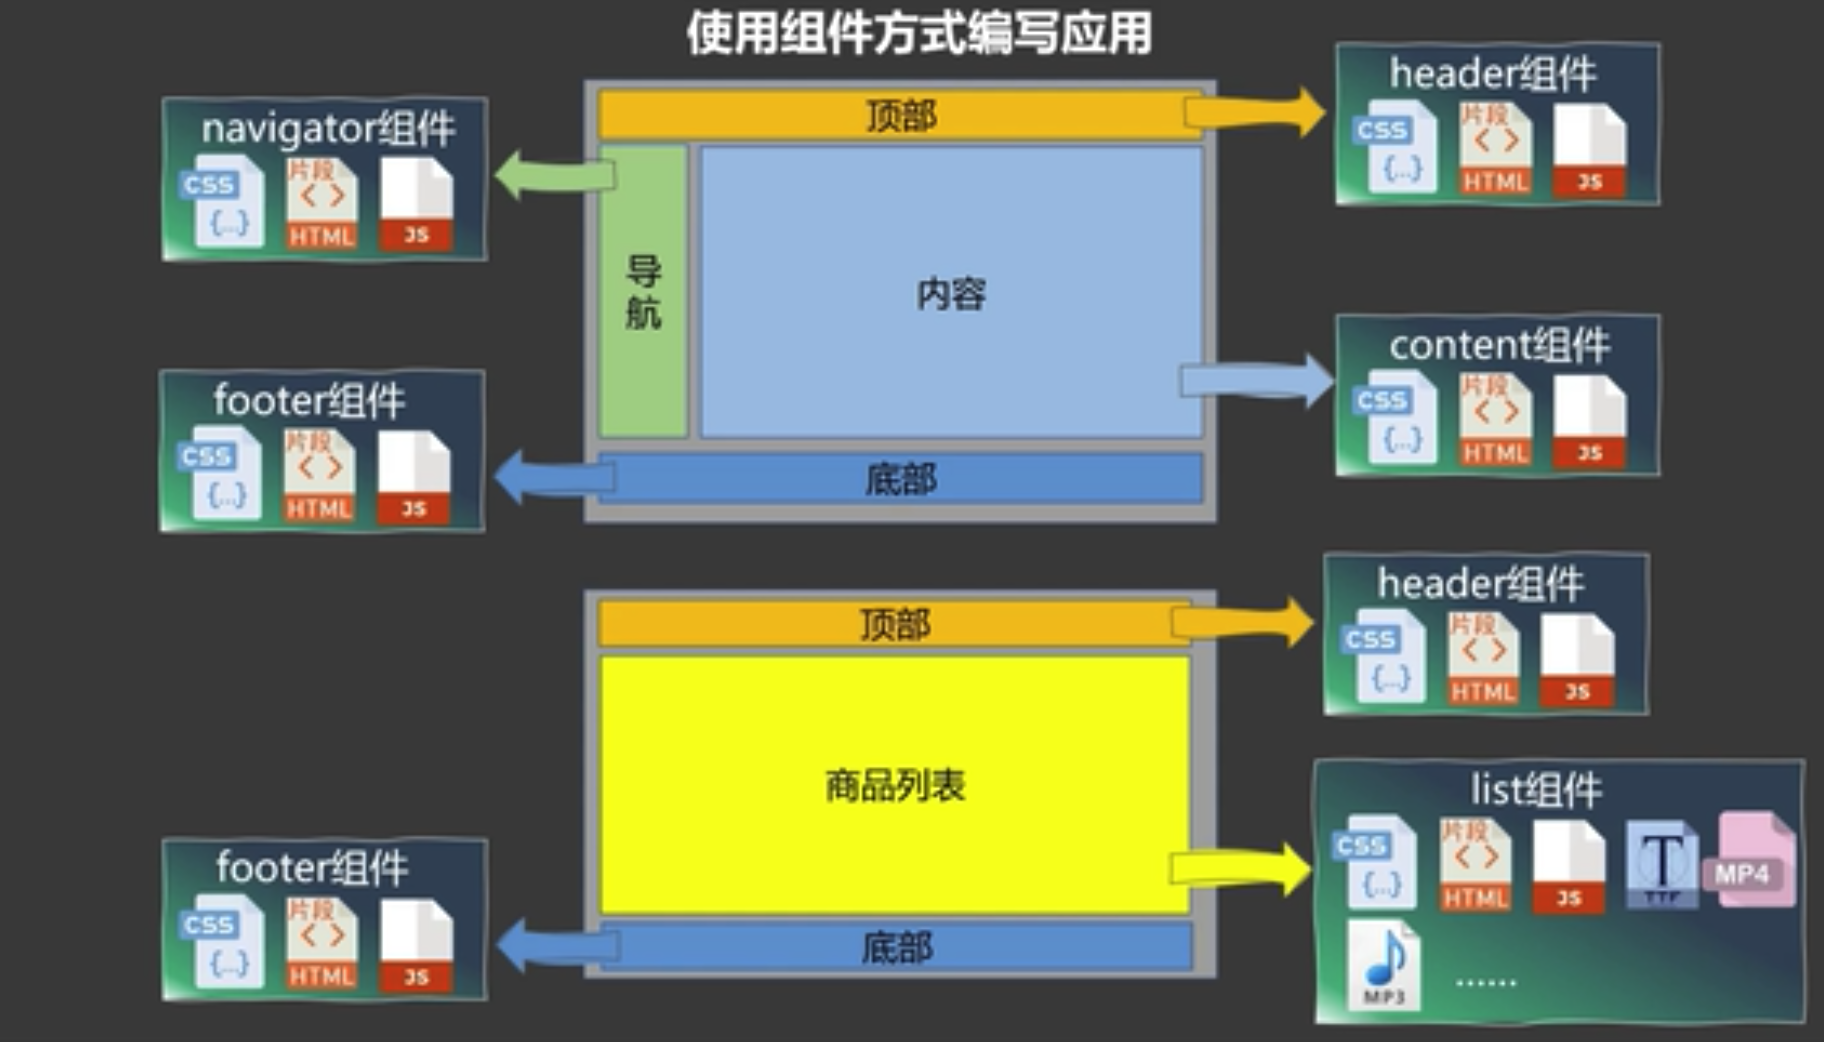 使用组件方式编写应用
navigator组件
CSS
{...}
片段
< >
HTML
JS
顶部
header组件
CSS
{...}
片段
< >
HTML
JS
导
航
内容
footer组件
CSS
{...}
片段
< >
HTML
JS
content组件
CSS
{...}
片段
< >
HTML
JS
底部
顶部
header组件
CSS
{...}
片段
< >
HTML
JS
商品列表
list组件
CSS
{...}
片段
< >
HTML
JS
T
TTF
MP4
MP3
......
footer组件
CSS
{...}
片段
< >
HTML
JS
底部